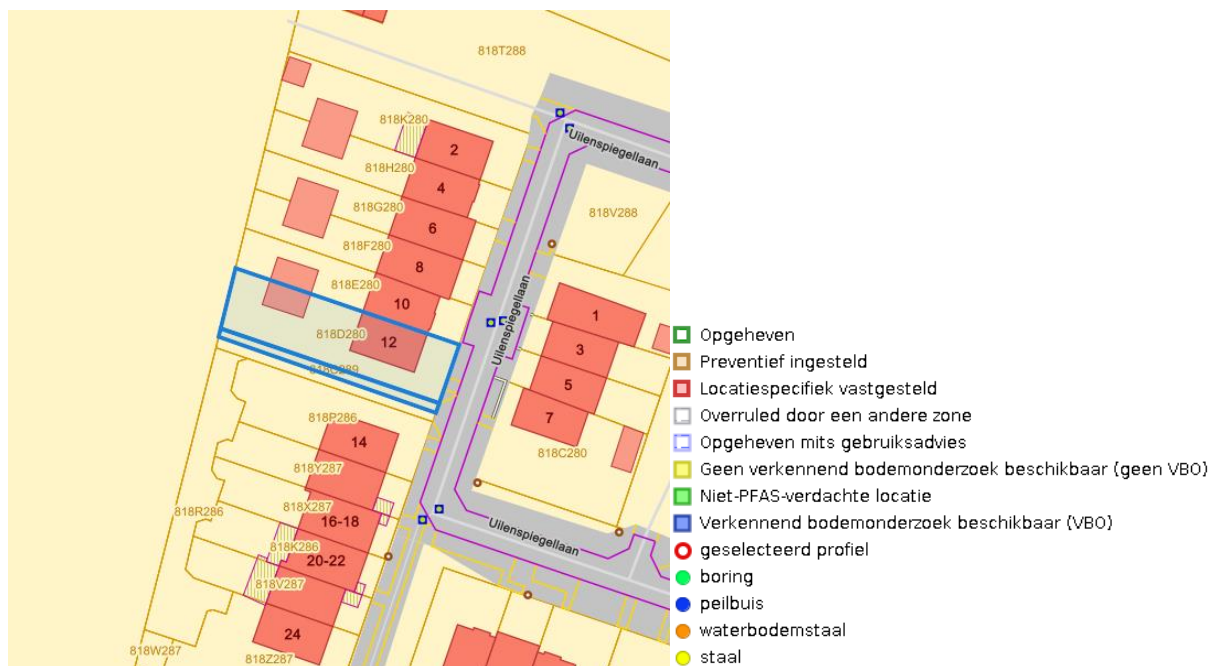 818T288
818K280
2
Uilenspiegellaan
818H280
4
818G280
6
818V288
818F280
8
818E280
10
Uilenspiegellaan
1
818D280
12
3
5
818P286
14
7
818C280
818Y287
818X287
818R286
16-18
Uilenspiegellaan
818K286
20-22
818V287
24
818W287
818Z287
Opgeheven
Preventief ingesteld
Locatiespecifiek vastgesteld
Overruled door een andere zone
Opgeheven mits gebruiksadvies
Geen verkennend bodemonderzoek beschikbaar (geen VBO)
Niet-PFAS-verdachte locatie
Verkennend bodemonderzoek beschikbaar (VBO)
geselecteerd profiel
boring
peilbuis
waterbodemstaal
staal